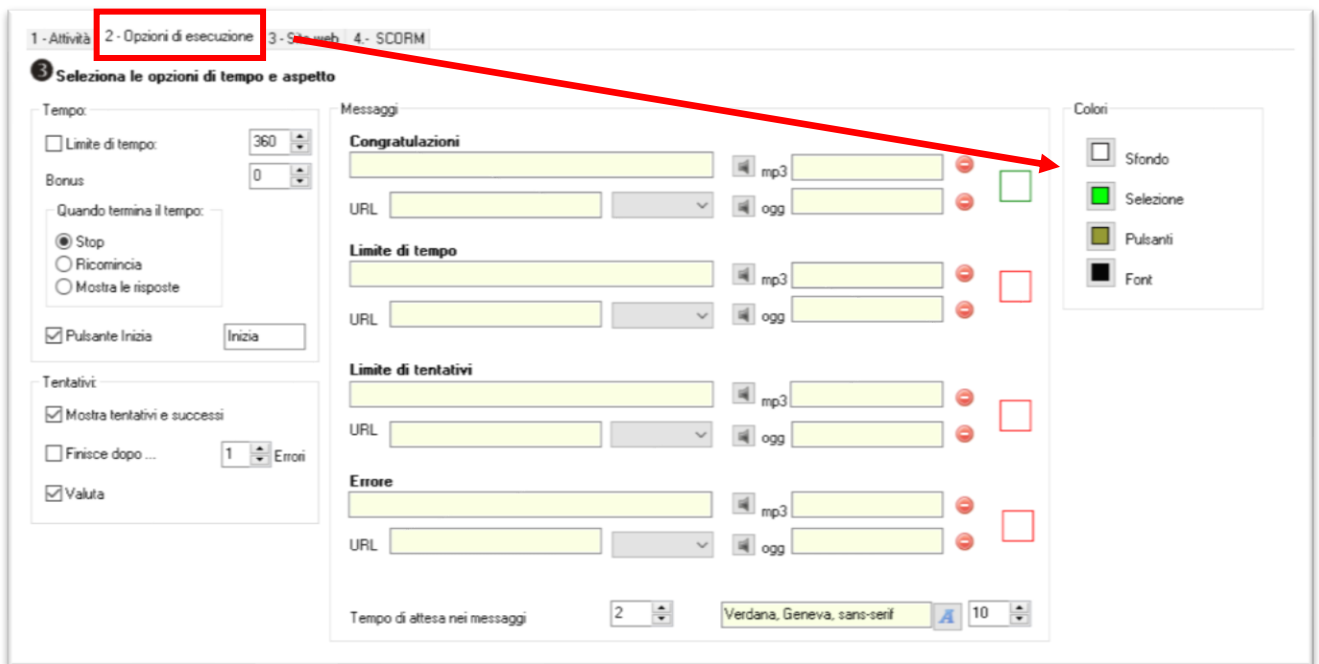 1 - Attività 2 - Opzioni di esecuzione 3 - Sito web 4.- SCORM
3 Seleziona le opzioni di tempo e aspetto
Tempo:
Limite di tempo: 360
Bonus 0
Quando termina il tempo:
Stop
Ricomincia
Mostra le risposte
Pulsante Inizia Inizia
Tentativi:
Mostra tentativi e successi
Finisce dopo ... 1 Errori
Valuta
Messaggi
Congratulazioni
mp3
URL ogg
Limite di tempo
mp3
URL ogg
Limite di tentativi
mp3
URL ogg
Errore
mp3
URL ogg
Tempo di attesa nei messaggi 2 Verdana, Geneva, sans-serif A 10
Colori
Sfondo
Selezione
Pulsanti
Font